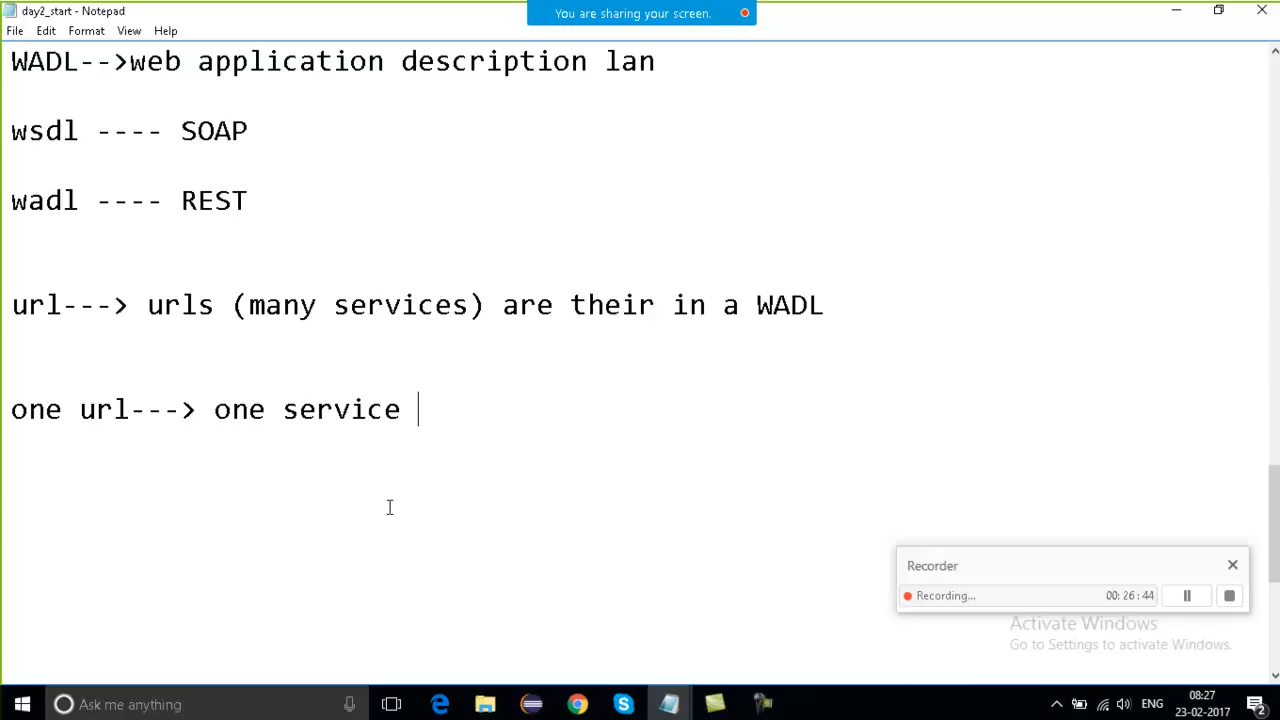 day2_start - Notepad
You are sharing your screen.
File Edit Format View Help
WADL-->web application description lan
wsdl ---- SOAP
wadl ---- REST
url---> urls (many services) are their in a WADL
one url---> one service
Recorder
Recording... 00:26:44
Activate Windows
Go to Settings to activate Windows.
Ask me anything
ENG
08:27
23-02-2017
2